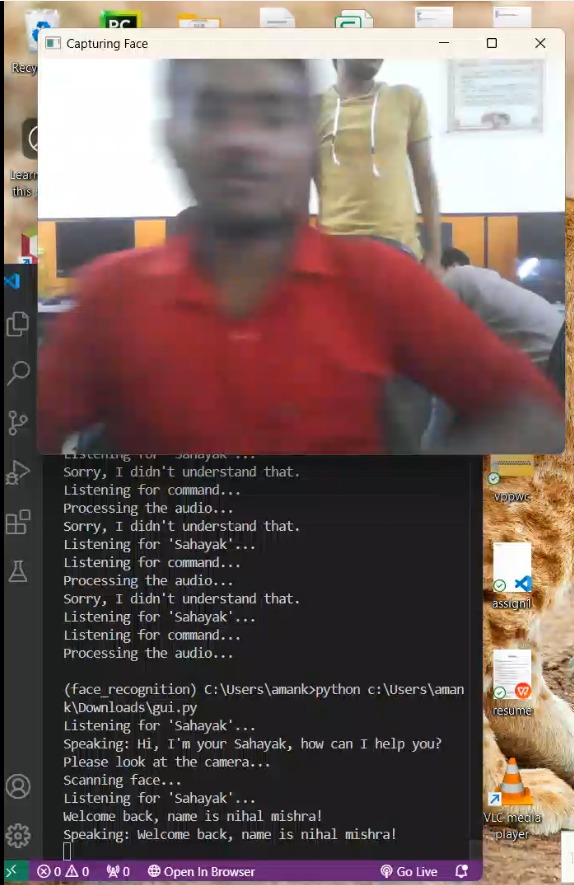 PC
Recy
Capturing Face
Learn
this
Listening for 'Sahayak'...
Sorry, I didn't understand that.
Listening for command...
Processing the audio...
Sorry, I didn't understand that.
Listening for 'Sahayak'...
Listening for command...
Processing the audio...
Sorry, I didn't understand that.
Listening for 'Sahayak'...
Listening for command...
Processing the audio...
(face_recognition) C:\Users\amank>python c:\Users\aman
k\Downloads\gui.py
Listening for 'Sahayak'...
Speaking: Hi, I'm your Sahayak, how can I help you?
Please look at the camera...
Scanning face...
Listening for 'Sahayak'...
Welcome back, name is nihal mishra!
Speaking: Welcome back, name is nihal mishra!
vppwc
assign1
resume
VLC media
player
0 0 0 Open In Browser Go Live